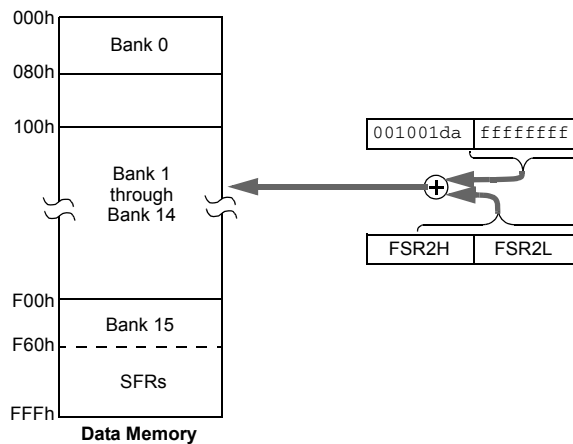 000h
Bank 0
080h
100h
001001da ffffffff
Bank 1
through
Bank 14
FSR2H FSR2L
F00h
Bank 15
F60h
SFRs
FFFh
Data Memory